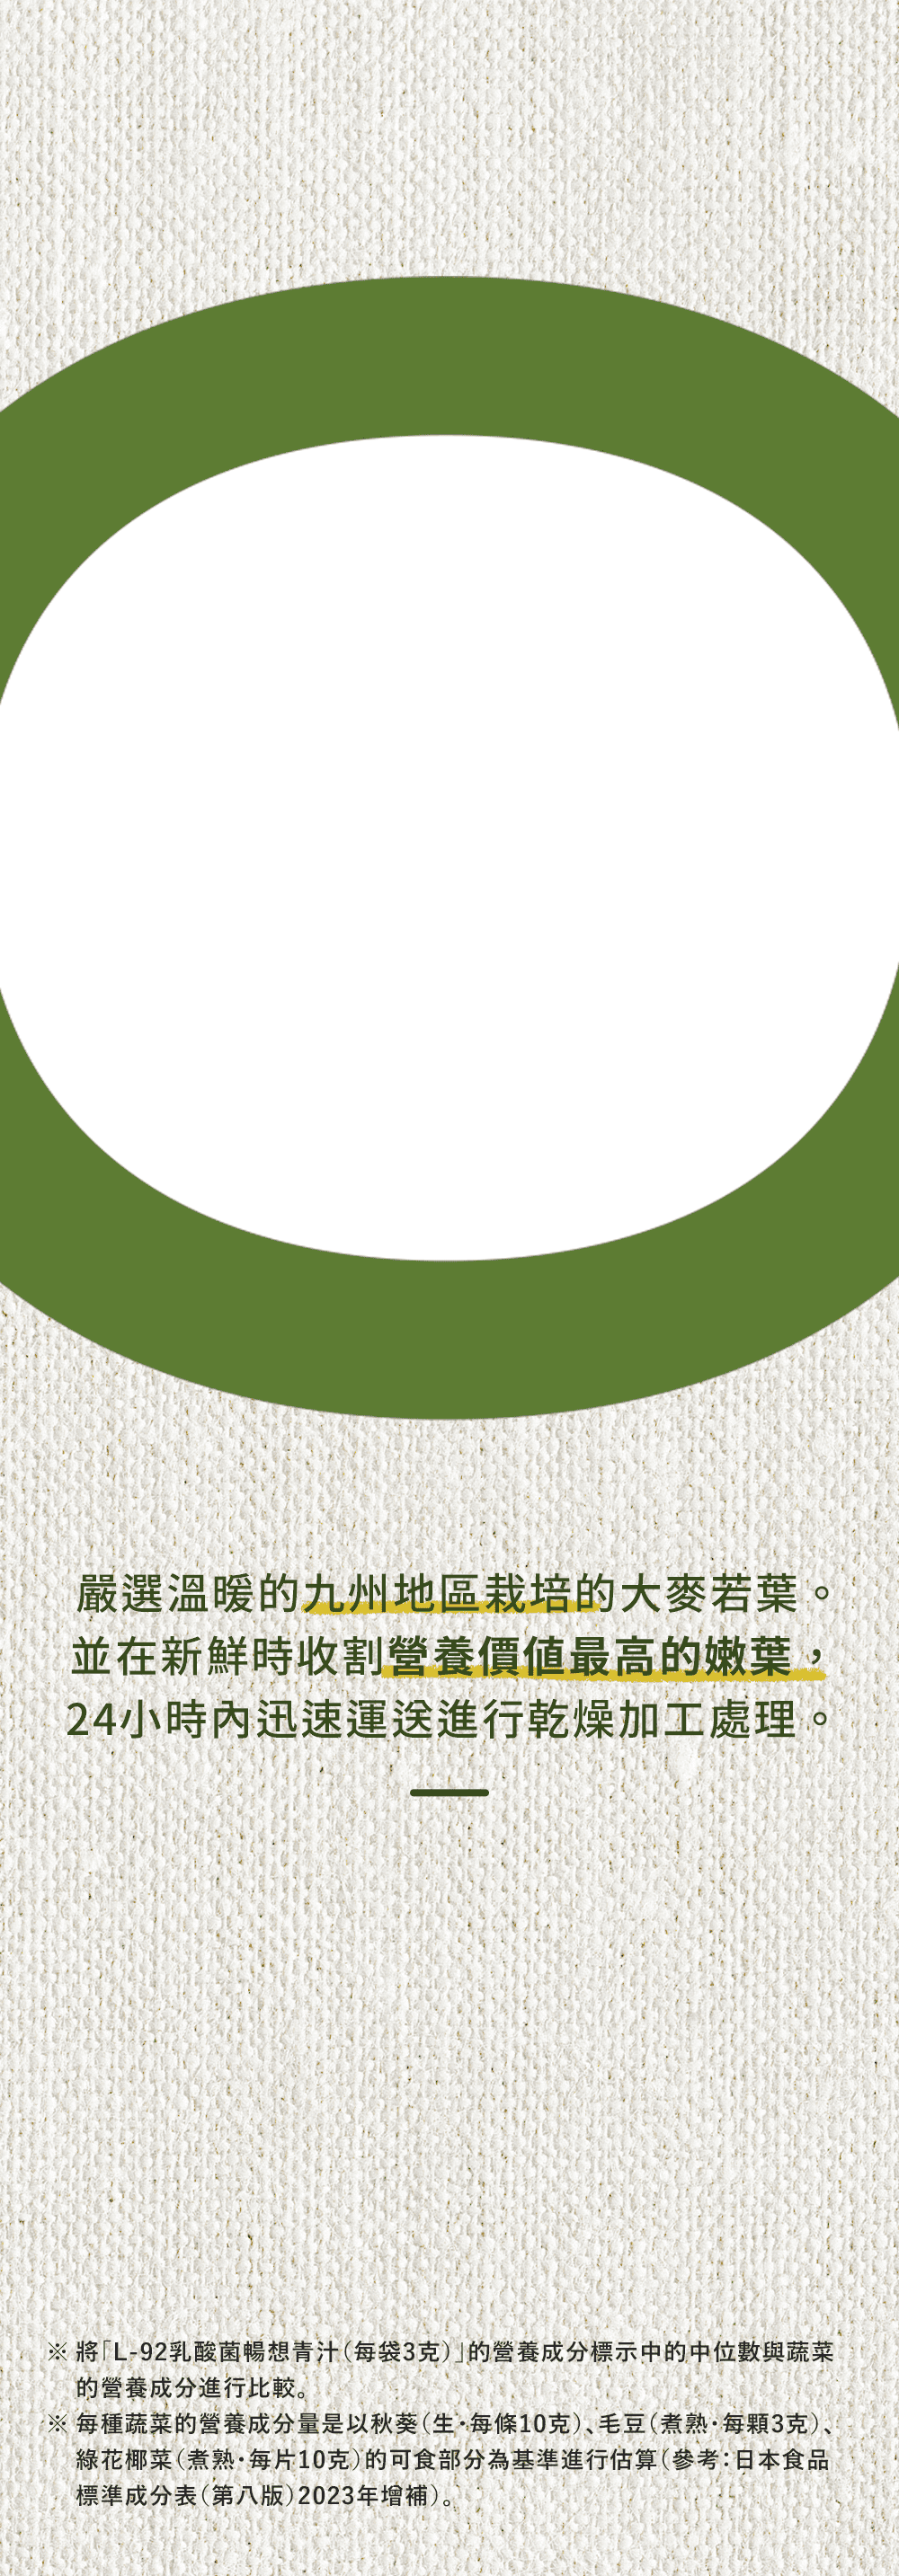 嚴選溫暖的九州地區栽培的大麥若葉。
並在新鮮時收割營養價值最高的嫩葉，
24小時內迅速運送進行乾燥加工處理。
※ 將「L-92乳酸菌暢想青汁（每袋3克）」的營養成分標示中的中位數與蔬菜
的營養成分進行比較。
※ 每種蔬菜的營養成分量是以秋葵（生・每條10克）、毛豆（煮熟・每顆3克）、
綠花椰菜（煮熟・每片10克）的可食部分為基準進行估算（參考：日本食品
標準成分表（第八版）2023年增補）。